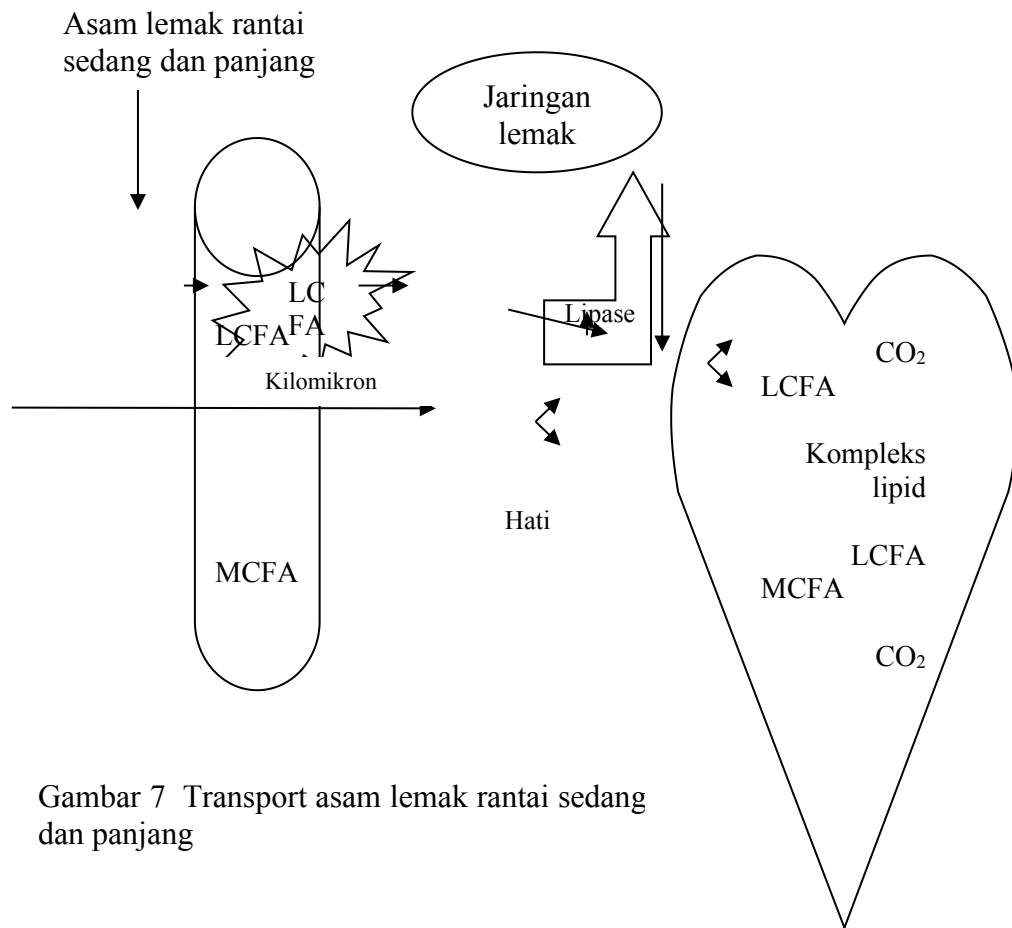 Asam lemak rantai
sedang dan panjang
Jaringan
lemak
LC
FA
LCFA
Kilomikron
Lipase
CO₂
LCFA
Kompleks
lipid
Hati
LCFA
MCFA
MCFA
CO₂
Gambar 7 Transport asam lemak rantai sedang
dan panjang